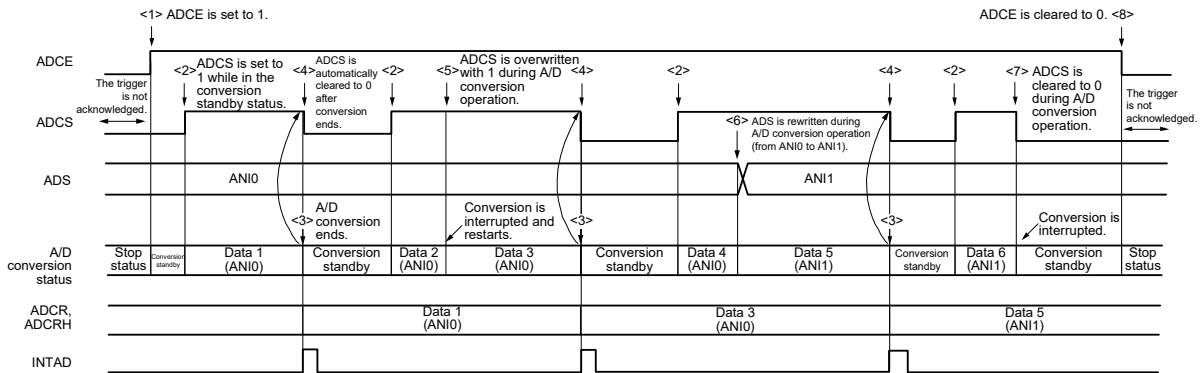 <1> ADCE is set to 1.
ADCE is cleared to 0. <8>
ADCE
The trigger
is not
acknowledged.
<2>
ADCS is set to
1 while in the
conversion
standby status.
<4>
ADCS is
automatically
cleared to 0
after
conversion
ends.
<2>
<5>
ADCS is overwritten
with 1 during A/D
conversion
operation.
<4>
<2>
<4>
<2>
<7>
ADCS is
cleared to 0
during A/D
conversion
operation.
The trigger
is not
acknowledged.
ADCS
<6> ADS is rewritten during
A/D conversion operation
(from ANI0 to ANI1).
ADS
ANI0
ANI1
<3>
A/D
conversion
ends.
Conversion is
interrupted and
restarts.
<3>
<3>
Conversion is
interrupted.
A/D
conversion
status
Stop
status
Conversion
standby
Data 1
(ANI0)
Conversion
standby
Data 2
(ANI0)
Data 3
(ANI0)
Conversion
standby
Data 4
(ANI0)
Data 5
(ANI1)
Conversion
standby
Data 6
(ANI1)
Conversion
standby
Stop
status
ADCR,
ADCRH
Data 1
(ANI0)
Data 3
(ANI0)
Data 5
(ANI1)
INTAD